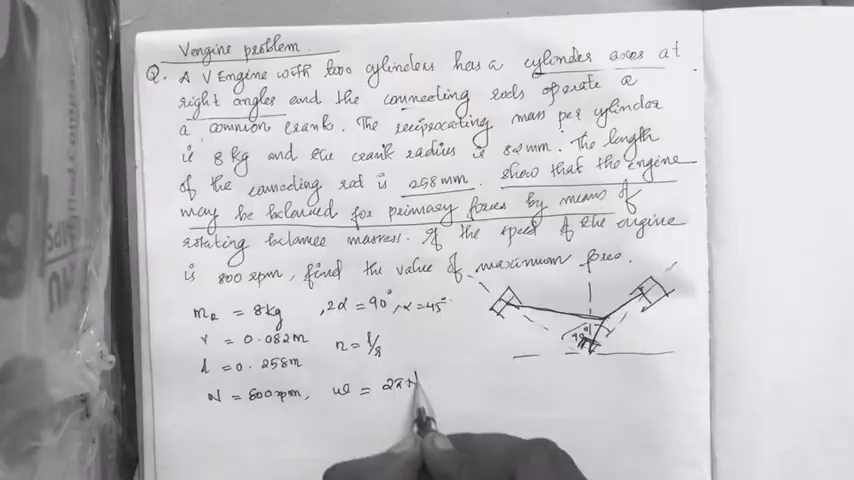 V engine problem.
Q. A V Engine with two cylinders has a cylinder axes at
right angles and the connecting rods operate a
a common crank. The reciprocating mass per cylinder
is 8 kg and the crank radius is 82 mm. The length
of the connecting rod is 258 mm. show that the engine
may be balanced for primary forces by means of
rotating balance masses. If the speed of the engine
is 800 rpm, find the value of maximum force.
mR = 8 kg , 2α = 90°, α = 45°.
r = 0.082m n = l/r
l = 0.258m
N = 800rpm, ω = 2πN
90°